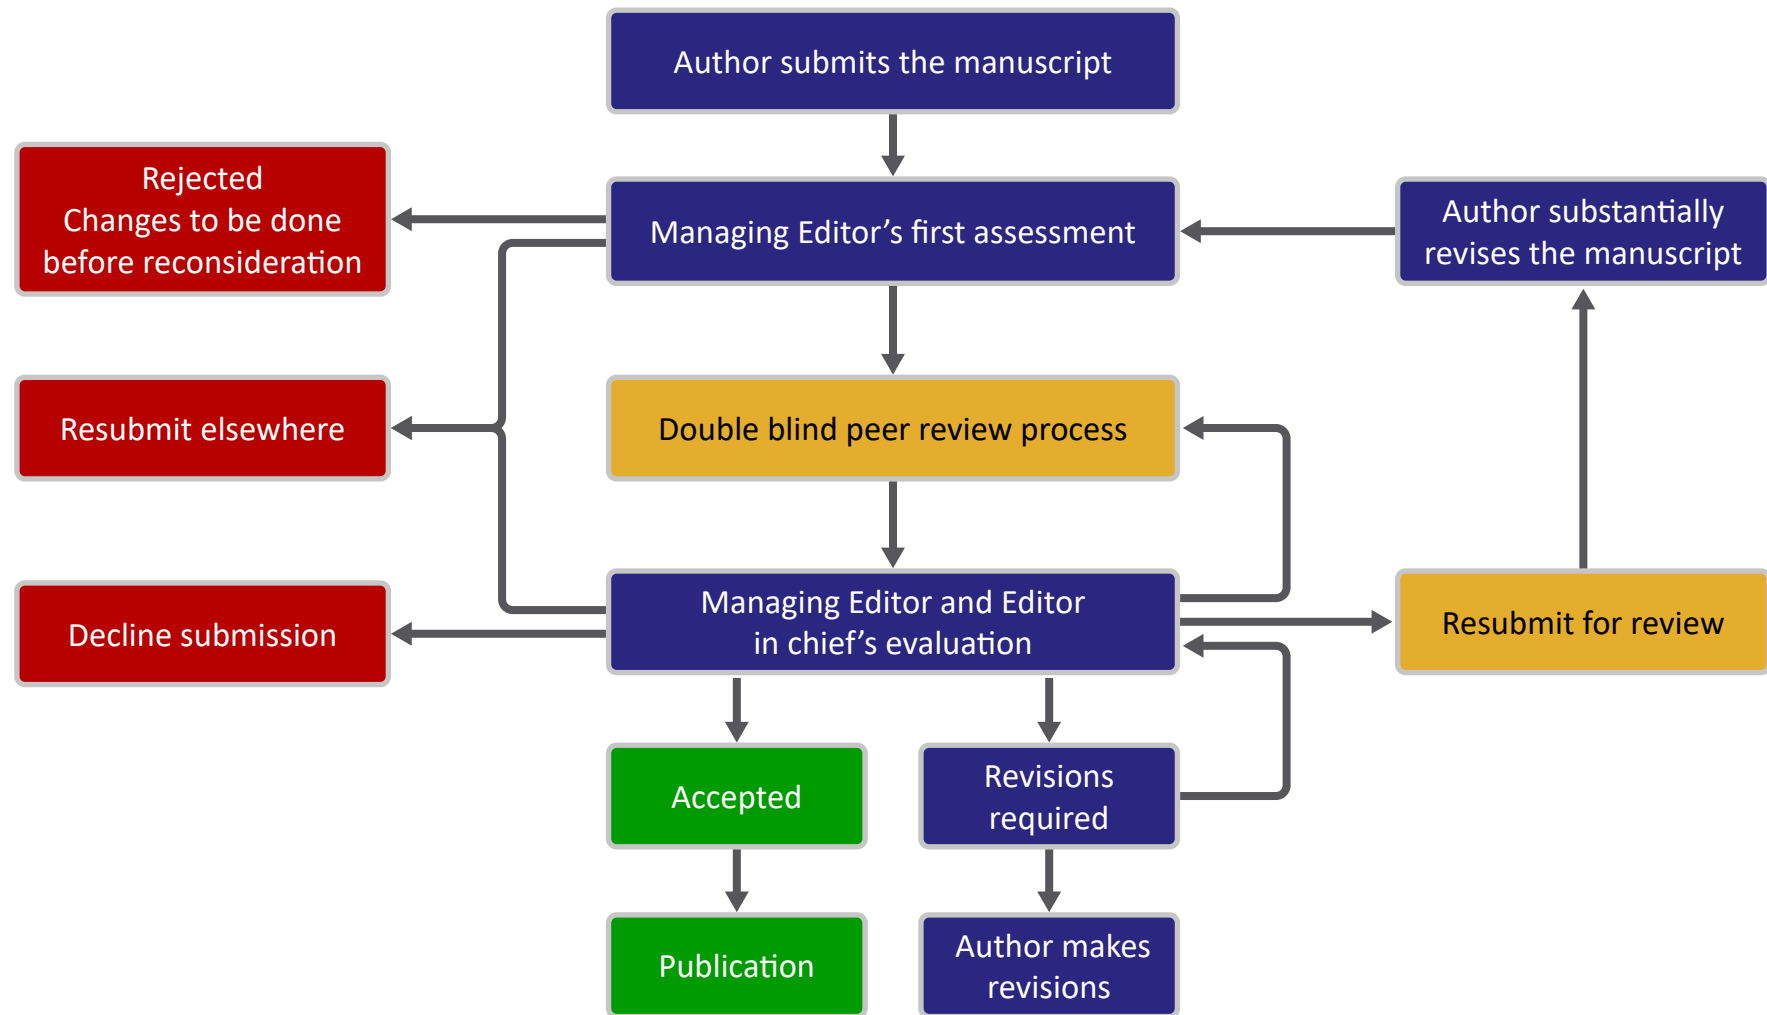 Author submits the manuscript
Rejected
Changes to be done
before reconsideration
Managing Editor’s first assessment
Author substantially
revises the manuscript
Resubmit elsewhere
Double blind peer review process
Decline submission
Managing Editor and Editor
in chief’s evaluation
Resubmit for review
Accepted
Revisions
required
Publication
Author makes
revisions